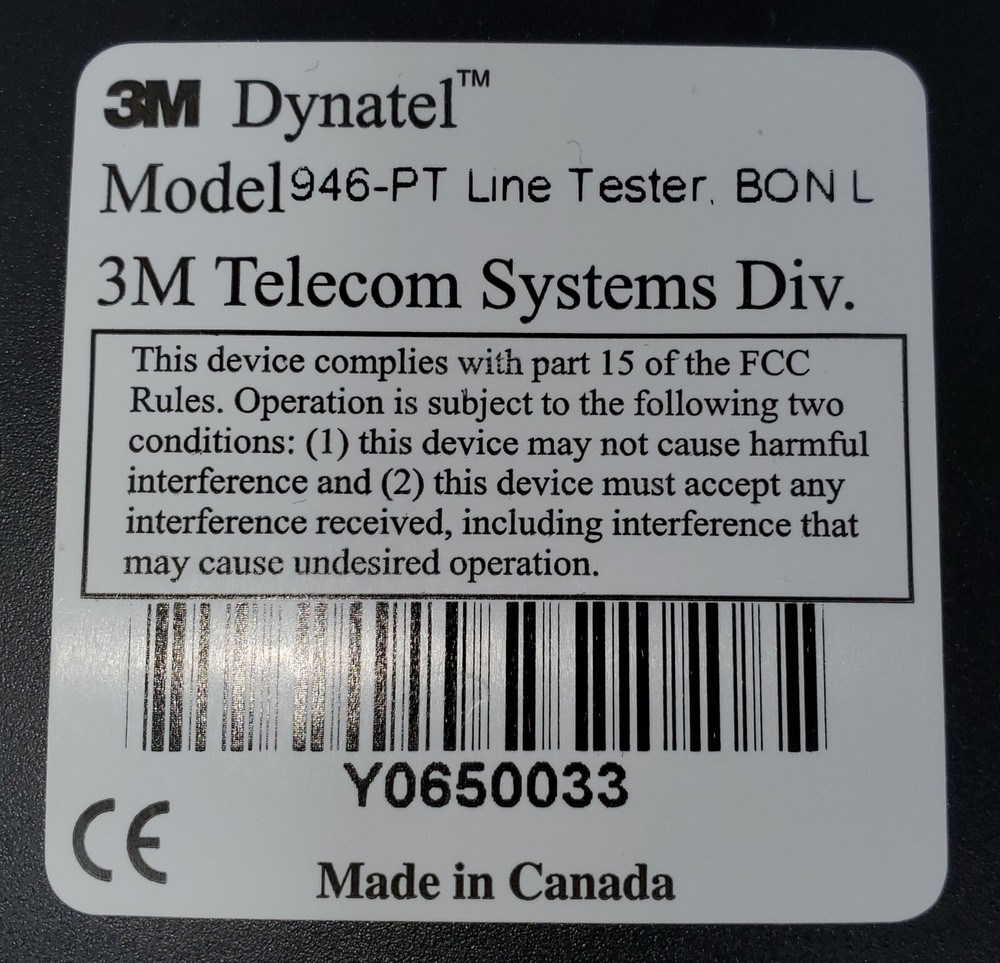 3M Dynatel™
Model 946-PT Line Tester, BON L
3M Telecom Systems Div.
This device complies with part 15 of the FCC
Rules. Operation is subject to the following two
conditions: (1) this device may not cause harmful
interference and (2) this device must accept any
interference received, including interference that
may cause undesired operation.
Y0650033
CE
Made in Canada